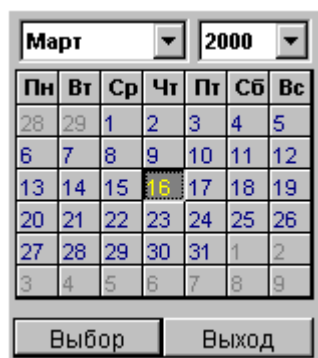 Март 2000
Пн Вт Ср Чт Пт Сб Вс
28 29 1 2 3 4 5
6 7 8 9 10 11 12
13 14 15 16 17 18 19
20 21 22 23 24 25 26
27 28 29 30 31 1 2
3 4 5 6 7 8 9
Выбор Выход